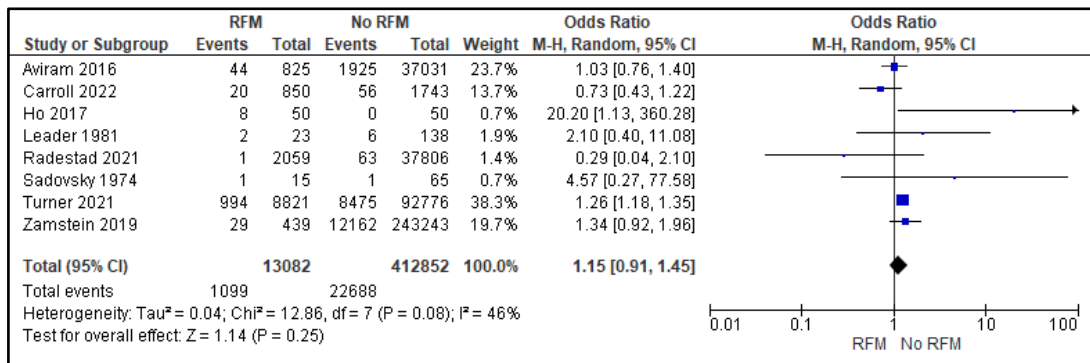 RFM No RFM Odds Ratio Odds Ratio
Study or Subgroup Events Total Events Total Weight M-H, Random, 95% CI M-H, Random, 95% CI
Aviram 2016 44 825 1925 37031 23.7% 1.03 [0.76, 1.40]
Carroll 2022 20 850 56 1743 13.7% 0.73 [0.43, 1.22]
Ho 2017 8 50 0 50 0.7% 20.20 [1.13, 360.28]
Leader 1981 2 23 6 138 1.9% 2.10 [0.40, 11.08]
Radestad 2021 1 2059 63 37806 1.4% 0.29 [0.04, 2.10]
Sadovsky 1974 1 15 1 65 0.7% 4.57 [0.27, 77.58]
Turner 2021 994 8821 8475 92776 38.3% 1.26 [1.18, 1.35]
Zamstein 2019 29 439 12162 243243 19.7% 1.34 [0.92, 1.96]
Total (95% CI) 13082 412852 100.0% 1.15 [0.91, 1.45]
Total events 1099 22688
Heterogeneity: Tau² = 0.04; Chi² = 12.86, df = 7 (P = 0.08); I² = 46%
Test for overall effect: Z = 1.14 (P = 0.25)
0.01 0.1 1 10 100
RFM No RFM